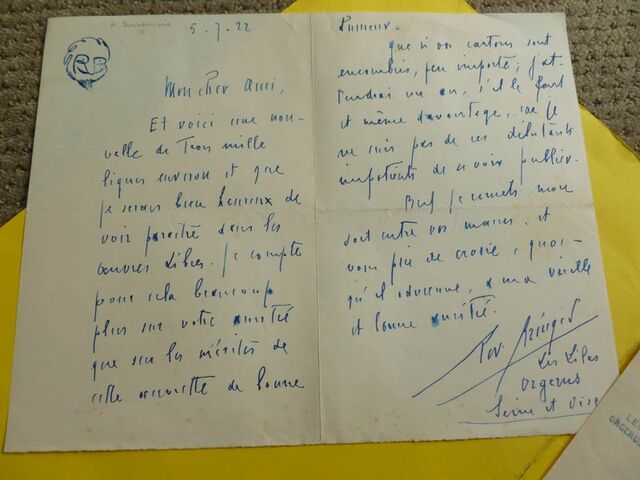 RB
5.7.22
Mon cher Ami,
Et voici une nou-
velle de Trois mille
lignes environ et que
je serais bien heureux de
voir paraître dans les
œuvres Libres. Je compte
pour cela beaucoup
plus sur votre amitié
que sur les mérites de
cette œuvrette de bonne
humeur.
que si vos cartons sont
encombrés, peu importe; j'at-
tendrai un an, s'il le faut
et même davantage, car je
ne suis pas de ces débutants
impatients de se voir publier.
Bref je remets mon
sort entre vos mains et
vous prie de croire, quoi-
qu'il advienne, à ma vieille
et bonne amitié.
Les Lilas
Orgerus
Seine et Oise